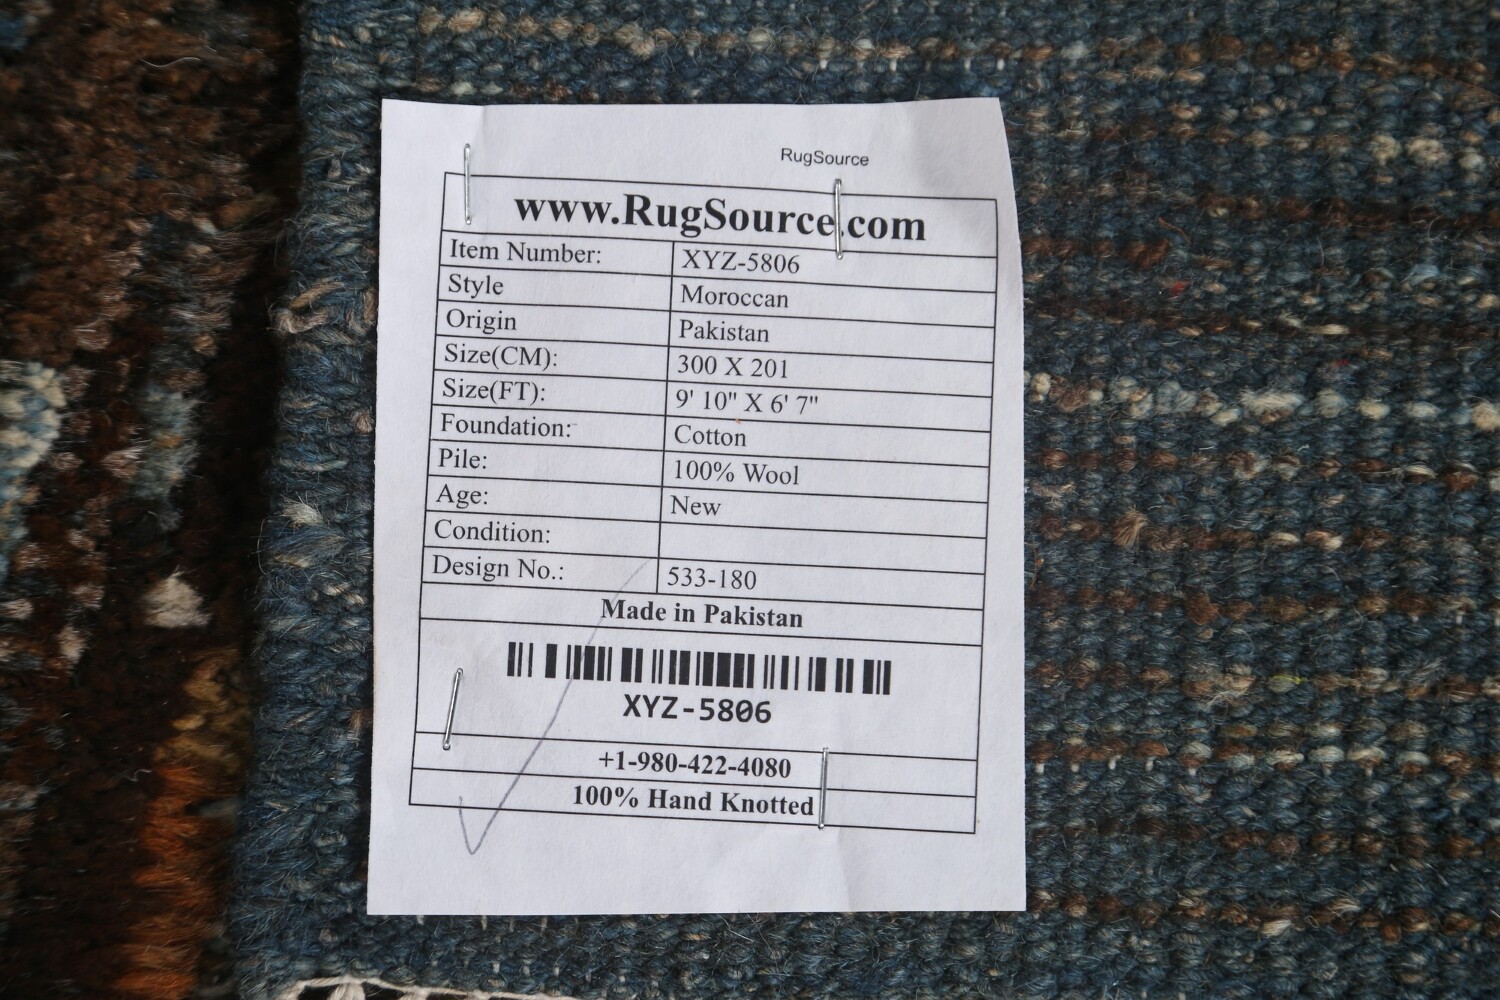 RugSource
www.RugSource.com
Item Number: XYZ-5806
Style Moroccan
Origin Pakistan
Size(CM): 300 X 201
Size(FT): 9' 10" X 6' 7"
Foundation: Cotton
Pile: 100% Wool
Age: New
Condition:
Design No.: 533-180
Made in Pakistan
XYZ-5806
+1-980-422-4080
100% Hand Knotted